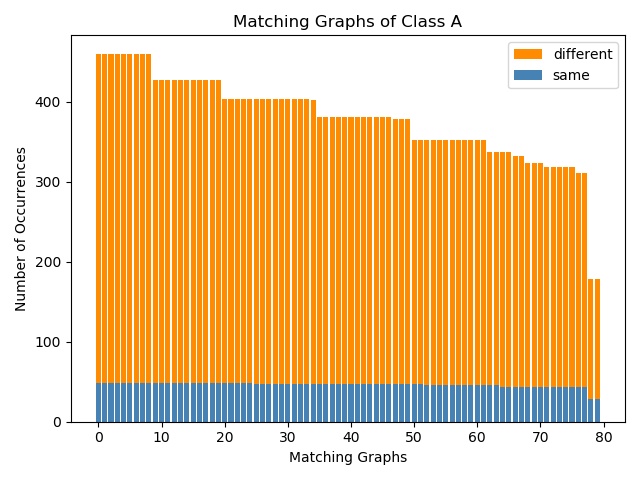 Matching Graphs of Class A
different
same
Number of Occurrences
400
300
200
100
0
0 10 20 30 40 50 60 70 80
Matching Graphs